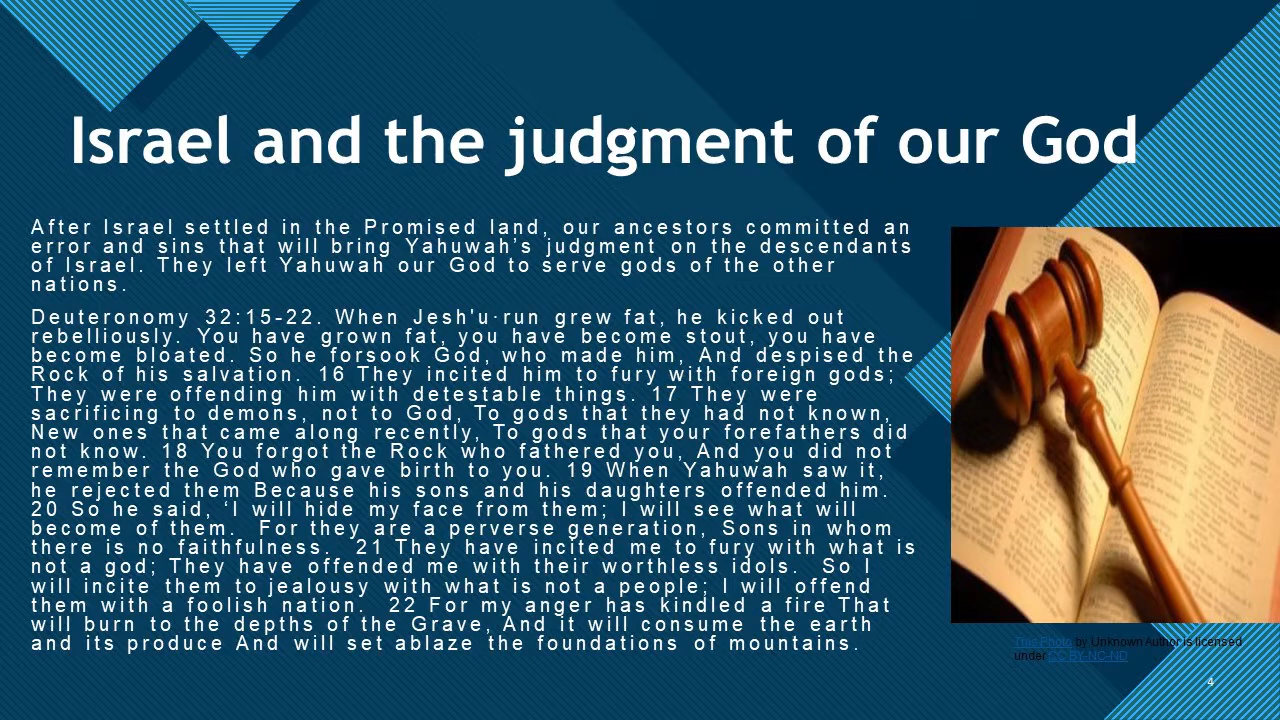 Israel and the judgment of our God
After Israel settled in the Promised land, our ancestors committed an
error and sins that will bring Yahuwah’s judgment on the descendants
of Israel. They left Yahuwah our God to serve gods of the other
nations.
Deuteronomy 32:15-22. When Jesh'u·run grew fat, he kicked out
rebelliously. You have grown fat, you have become stout, you have
become bloated. So he forsook God, who made him, And despised the
Rock of his salvation. 16 They incited him to fury with foreign gods;
They were offending him with detestable things. 17 They were
sacrificing to demons, not to God, To gods that they had not known,
New ones that came along recently, To gods that your forefathers did
not know. 18 You forgot the Rock who fathered you, And you did not
remember the God who gave birth to you. 19 When Yahuwah saw it,
he rejected them Because his sons and his daughters offended him.
20 So he said, ‘I will hide my face from them; I will see what will
become of them. For they are a perverse generation, Sons in whom
there is no faithfulness. 21 They have incited me to fury with what is
not a god; They have offended me with their worthless idols. So I
will incite them to jealousy with what is not a people; I will offend
them with a foolish nation. 22 For my anger has kindled a fire That
will burn to the depths of the Grave, And it will consume the earth
and its produce And will set ablaze the foundations of mountains.
This Photo by Unknown Author is licensed
under CC BY-NC-ND
4